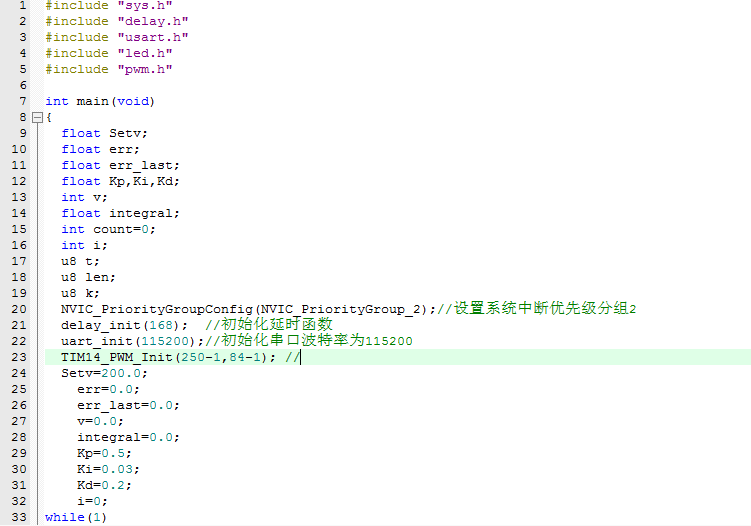 1 #include "sys.h"
2 #include "delay.h"
3 #include "usart.h"
4 #include "led.h"
5 #include "pwm.h"
6
7 int main(void)
8 {
9 float Setv;
10 float err;
11 float err_last;
12 float Kp,Ki,Kd;
13 int v;
14 float integral;
15 int count=0;
16 int i;
17 u8 t;
18 u8 len;
19 u8 k;
20 NVIC_PriorityGroupConfig(NVIC_PriorityGroup_2);//设置系统中断优先级分组2
21 delay_init(168);  //初始化延时函数
22 uart_init(115200);//初始化串口波特率为115200
23 TIM14_PWM_Init(250-1,84-1); //
24 Setv=200.0;
25 err=0.0;
26 err_last=0.0;
27 v=0.0;
28 integral=0.0;
29 Kp=0.5;
30 Ki=0.03;
31 Kd=0.2;
32 i=0;
33 while(1)